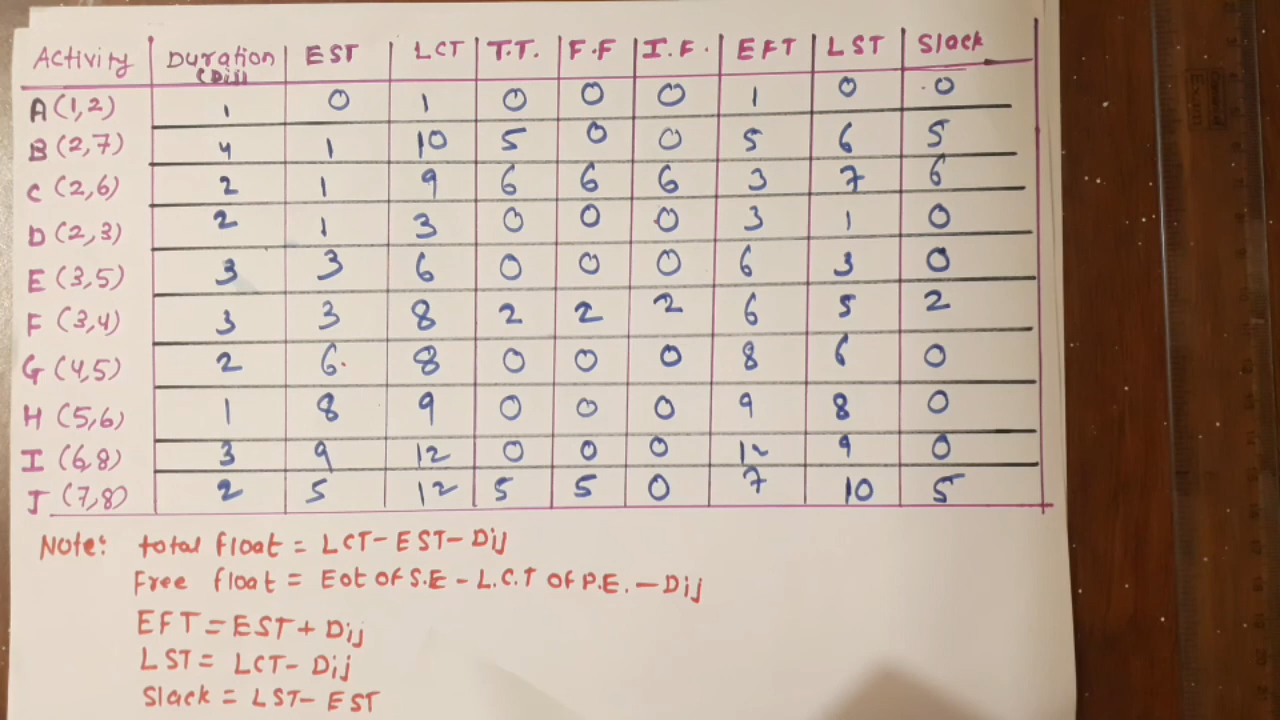 Activity Duration (Dij) EST LCT T.T. F.F I.F. EFT LST Slack
A (1,2) 1 0 1 0 0 0 1 0 0
B (2,7) 4 1 10 5 0 0 5 6 5
C (2,6) 2 1 9 6 6 6 3 7 6
D (2,3) 2 1 3 0 0 0 3 1 0
E (3,5) 3 3 6 0 0 0 6 3 0
F (3,4) 3 3 8 2 2 2 6 5 2
G (4,5) 2 6 8 0 0 0 8 6 0
H (5,6) 1 8 9 0 0 0 9 8 0
I (6,8) 3 9 12 0 0 0 12 9 0
J (7,8) 2 5 12 5 5 0 7 10 5
Note: total float = LCT - EST - Dij
Free float = Eot of S.E - L.C.T of P.E. - Dij
EFT = EST + Dij
LST = LCT - Dij
Slack = LST - EST